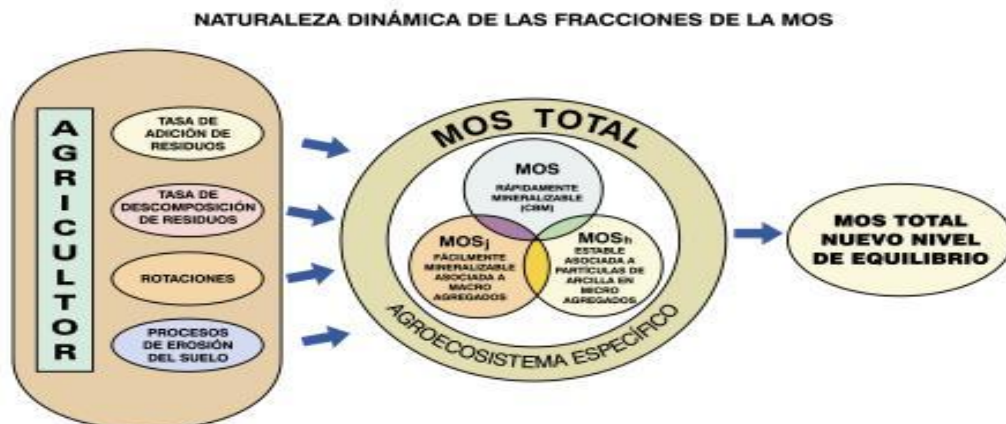 NATURALEZA DINÁMICA DE LAS FRACCIONES DE LA MOS
AGRICULTOR
TASA DE
ADICIÓN DE
RESIDUOS
TASA DE
DESCOMPOSICIÓN
DE RESIDUOS
ROTACIONES
PROCESOS
DE EROSIÓN
DEL SUELO
MOS TOTAL
MOS
RÁPIDAMENTE
MINERALIZABLE
(CBM)
MOSj
FÁCILMENTE
MINERALIZABLE
ASOCIADA A
MACRO
AGREGADOS
MOSh
ESTABLE
ASOCIADA A
PARTÍCULAS DE
ARCILLA EN
MICRO
AGREGADOS
AGROECOSISTEMA ESPECÍFICO
MOS TOTAL
NUEVO NIVEL
DE EQUILIBRIO